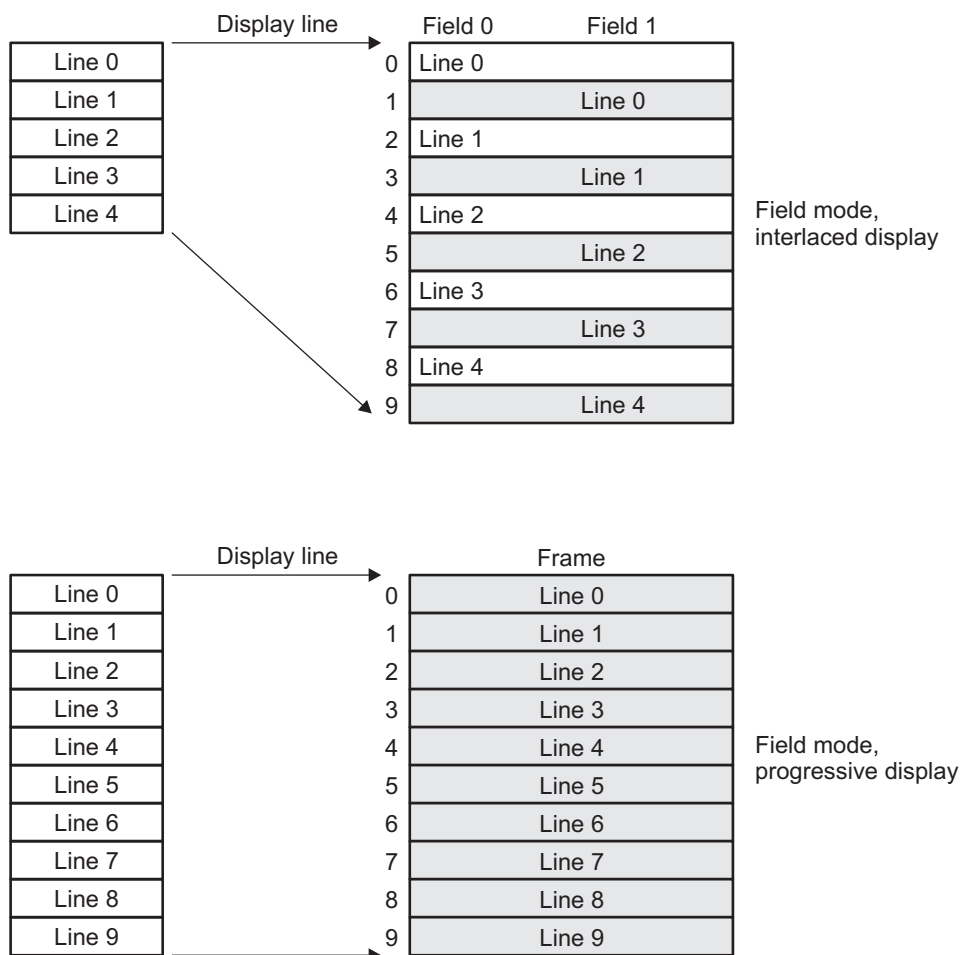 Display line
Field 0 Field 1
Line 0
Line 1
Line 2
Line 3
Line 4
0 Line 0
1 Line 0
2 Line 1
3 Line 1
4 Line 2
5 Line 2
6 Line 3
7 Line 3
8 Line 4
9 Line 4
Field mode,
interlaced display
Display line
Frame
Line 0
Line 1
Line 2
Line 3
Line 4
Line 5
Line 6
Line 7
Line 8
Line 9
0 Line 0
1 Line 1
2 Line 2
3 Line 3
4 Line 4
5 Line 5
6 Line 6
7 Line 7
8 Line 8
9 Line 9
Field mode,
progressive display